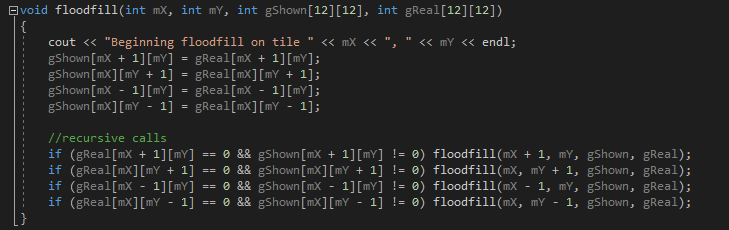 void floodfill(int mX, int mY, int gShown[12][12], int gReal[12][12])
{
cout << "Beginning floodfill on tile " << mX << ", " << mY << endl;
gShown[mX + 1][mY] = gReal[mX + 1][mY];
gShown[mX][mY + 1] = gReal[mX][mY + 1];
gShown[mX - 1][mY] = gReal[mX - 1][mY];
gShown[mX][mY - 1] = gReal[mX][mY - 1];
//recursive calls
if (gReal[mX + 1][mY] == 0 && gShown[mX + 1][mY] != 0) floodfill(mX + 1, mY, gShown, gReal);
if (gReal[mX][mY + 1] == 0 && gShown[mX][mY + 1] != 0) floodfill(mX, mY + 1, gShown, gReal);
if (gReal[mX - 1][mY] == 0 && gShown[mX - 1][mY] != 0) floodfill(mX - 1, mY, gShown, gReal);
if (gReal[mX][mY - 1] == 0 && gShown[mX][mY - 1] != 0) floodfill(mX, mY - 1, gShown, gReal);
}